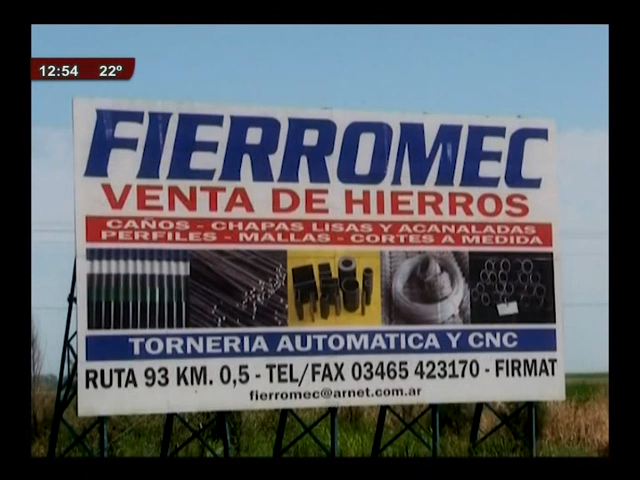 12:54 22º
FIERROMEC
VENTA DE HIERROS
CAÑOS - CHAPAS LISAS Y ACANALADAS
PERFILES - MALLAS - CORTES A MEDIDA
TORNERIA AUTOMATICA Y CNC
RUTA 93 KM. 0,5 - TEL/FAX 03465 423170 - FIRMAT
fierromec@arnet.com.ar